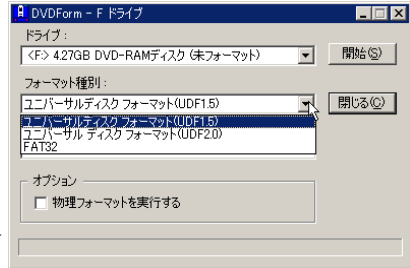 DVDForm - F ドライブ
ドライブ :
<F:> 4.27GB DVD-RAMディスク (未フォーマット)
開始(S)
フォーマット種別 :
ユニバーサルディスク フォーマット(UDF1.5)
閉じる(C)
ユニバーサルディスク フォーマット(UDF1.5)
ユニバーサル ディスク フォーマット(UDF2.0)
FAT32
オプション
物理フォーマットを実行する